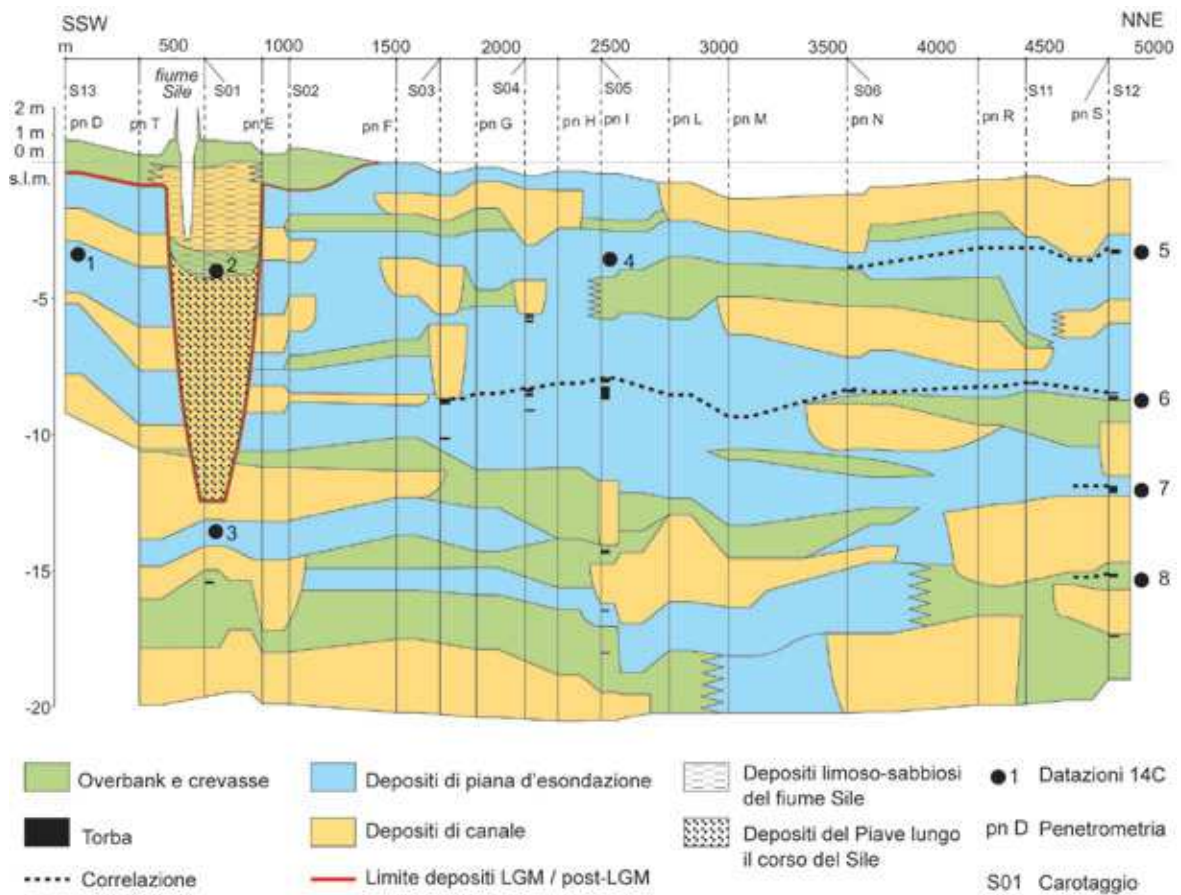 SSW NNE
m 500 1000 1500 2000 2500 3000 3500 4000 4500 5000
fiume
Sile
S13 S01 S02 S03 S04 S05 S06 S11 S12
2 m
1 m
0 m
s.l.m.
pn D pn T pn E pn F pn G pn H pn I pn L pn M pn N pn R pn S
1 2 4 5
-5
6
-10
7
3
-15
8
-20
Overbank e crevasse
Torba
Correlazione
Depositi di piana d'esondazione
Depositi di canale
Limite depositi LGM / post-LGM
Depositi limoso-sabbiosi
del fiume Sile
Depositi del Piave lungo
il corso del Sile
1 Datazioni 14C
pn D Penetrometria
S01 Carotaggio